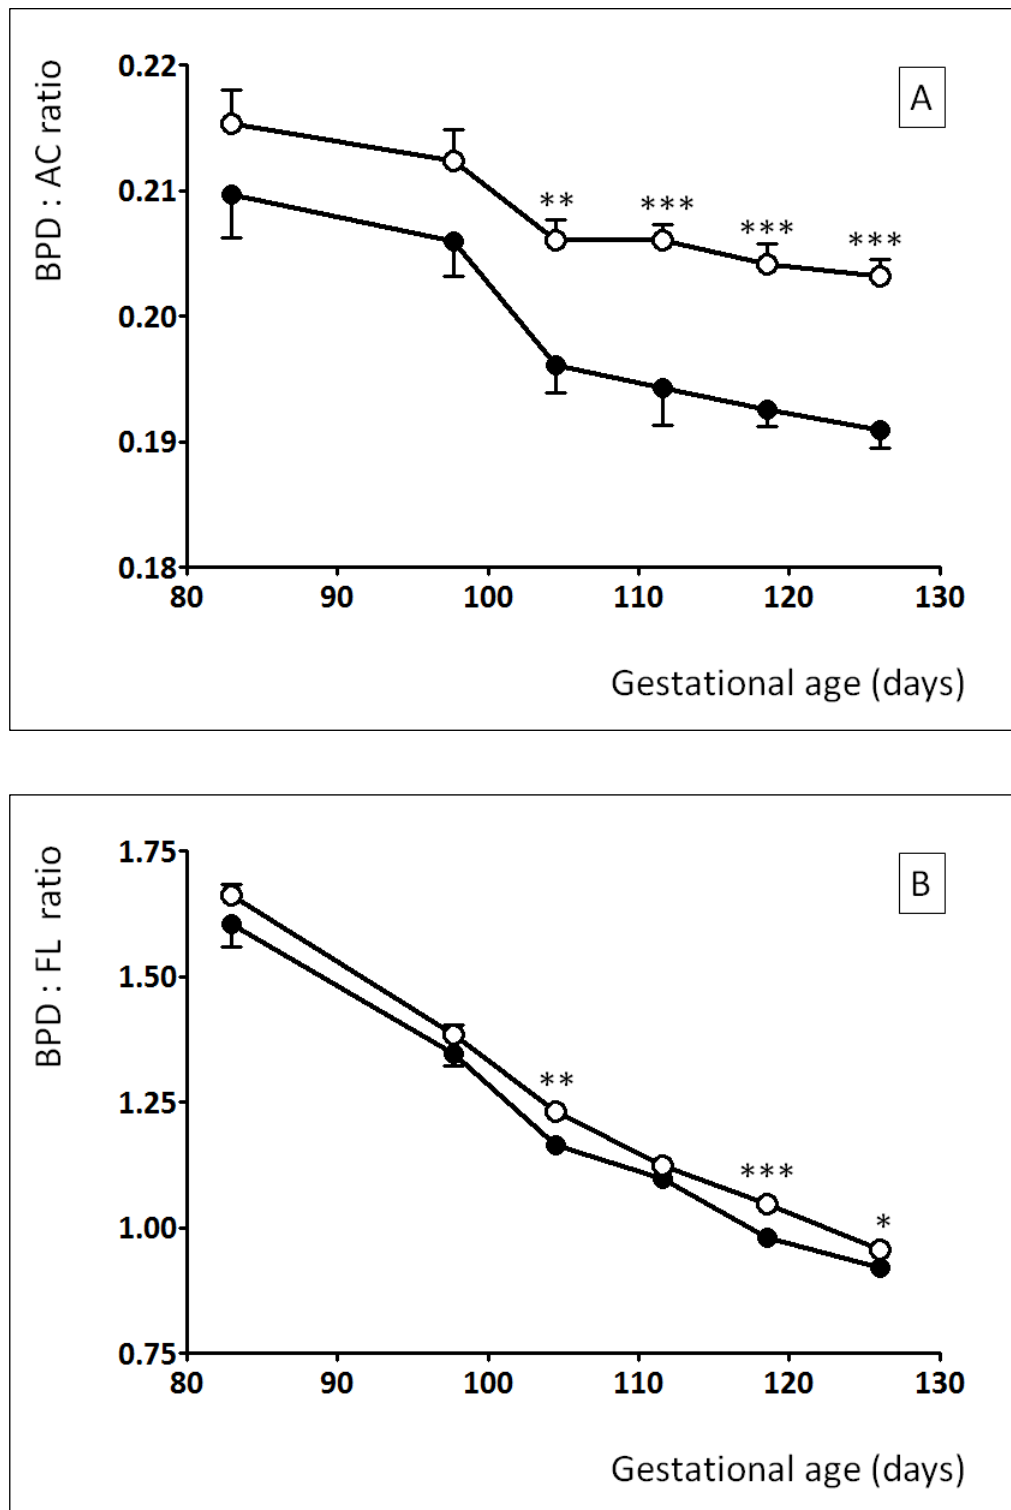 A
BPD : AC ratio
0.22
0.21
0.20
0.19
0.18
** *** *** ***
80 90 100 110 120 130
Gestational age (days)
B
BPD : FL ratio
1.75
1.50
1.25
1.00
0.75
** *** *
80 90 100 110 120 130
Gestational age (days)